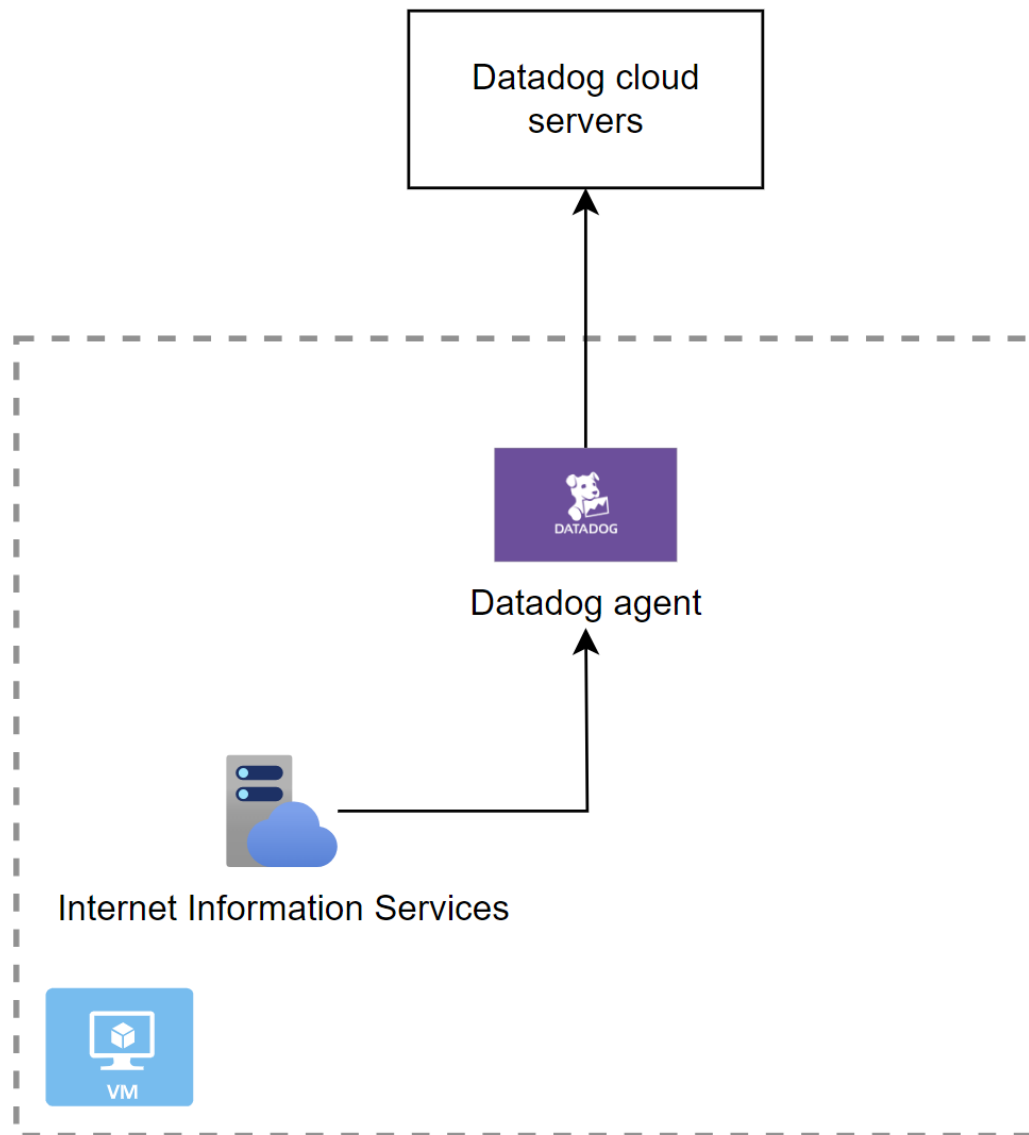 Datadog cloud
servers
DATADOG
Datadog agent
Internet Information Services
VM